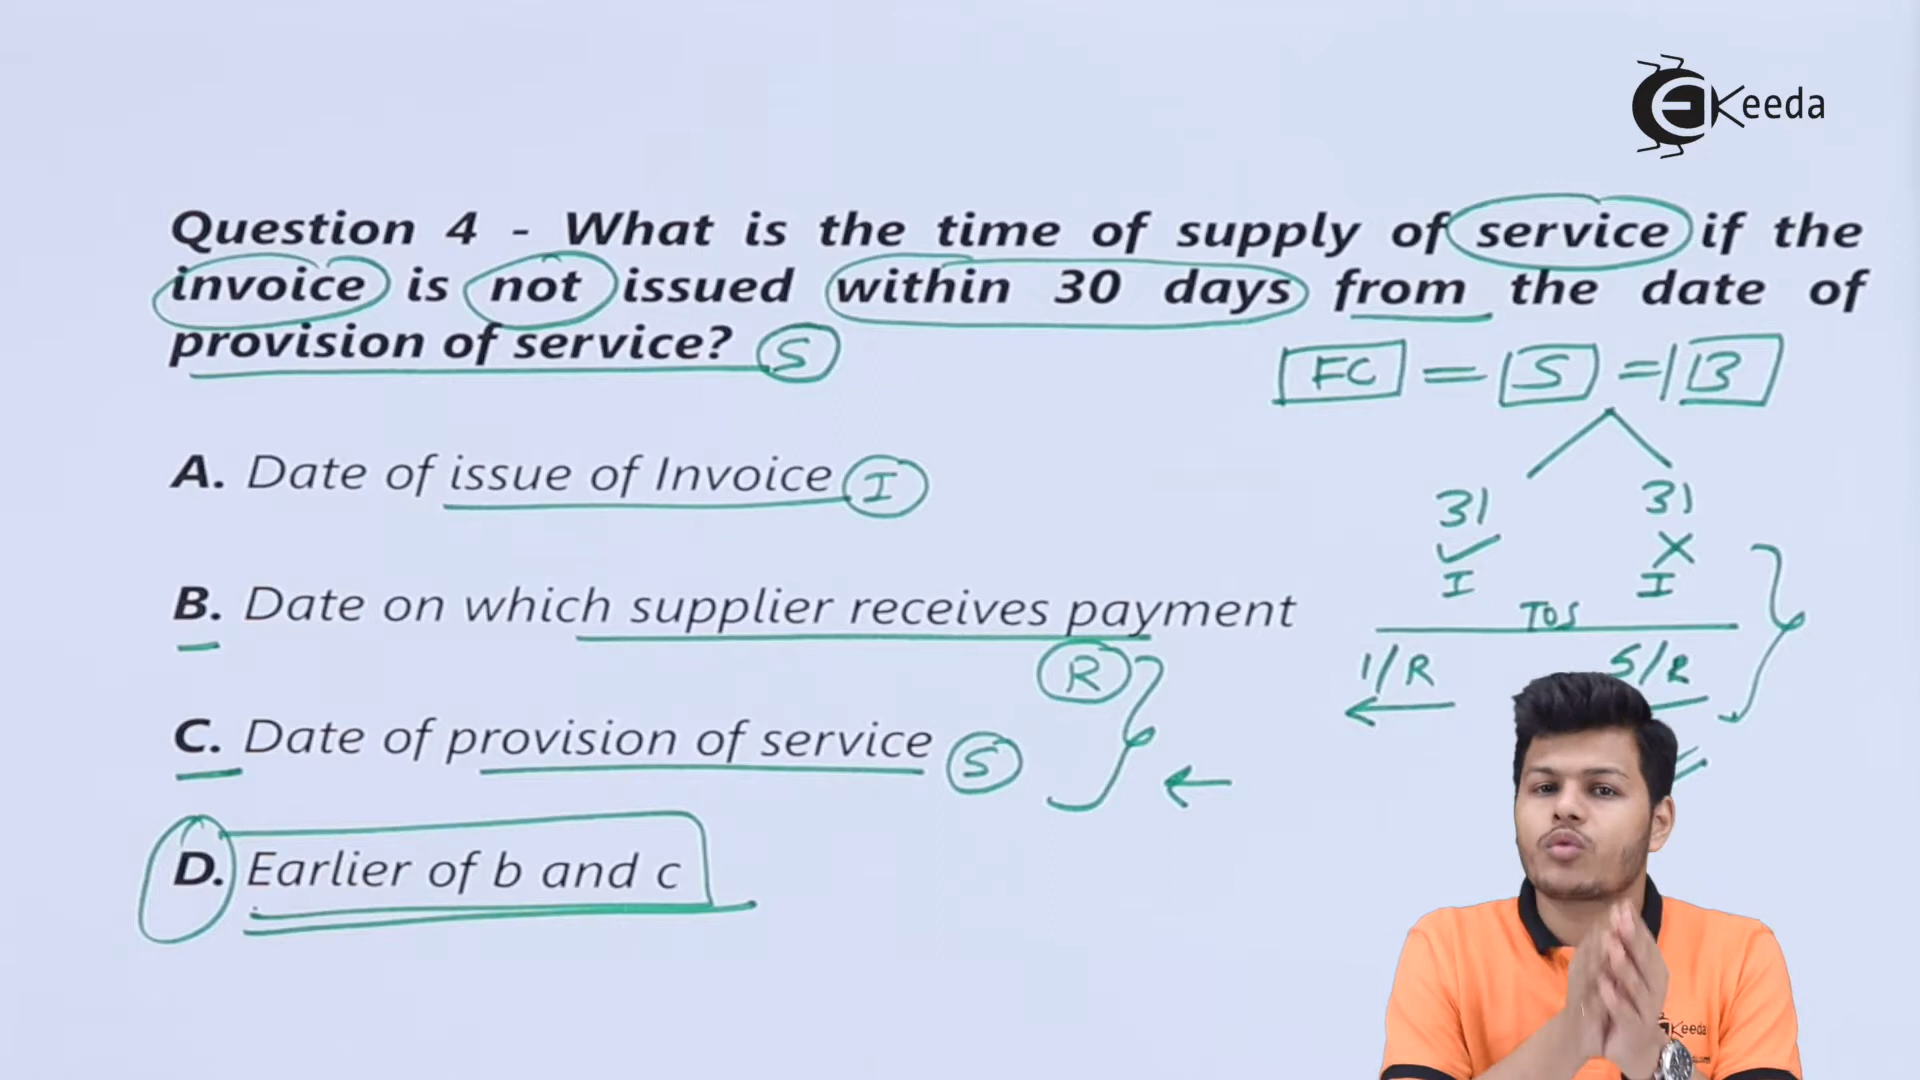 Keeda
Question 4 - What is the time of supply of service if the
invoice is not issued within 30 days from the date of
provision of service? S
FC = S = B
A. Date of issue of Invoice I
31 31
I I
B. Date on which supplier receives payment
TOS
R
I/R S/R
C. Date of provision of service S
D. Earlier of b and c
Keeda